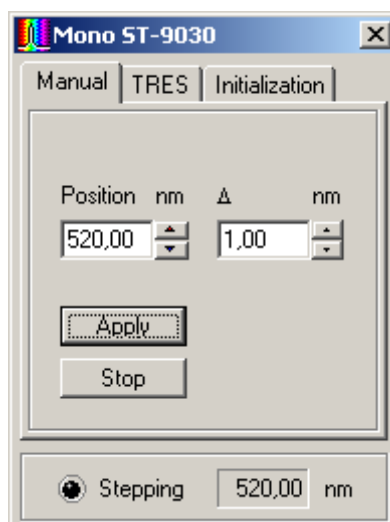 Mono ST-9030
Manual TRES Initialization
Position nm Δ nm
520,00 1,00
Apply
Stop
Stepping 520,00 nm